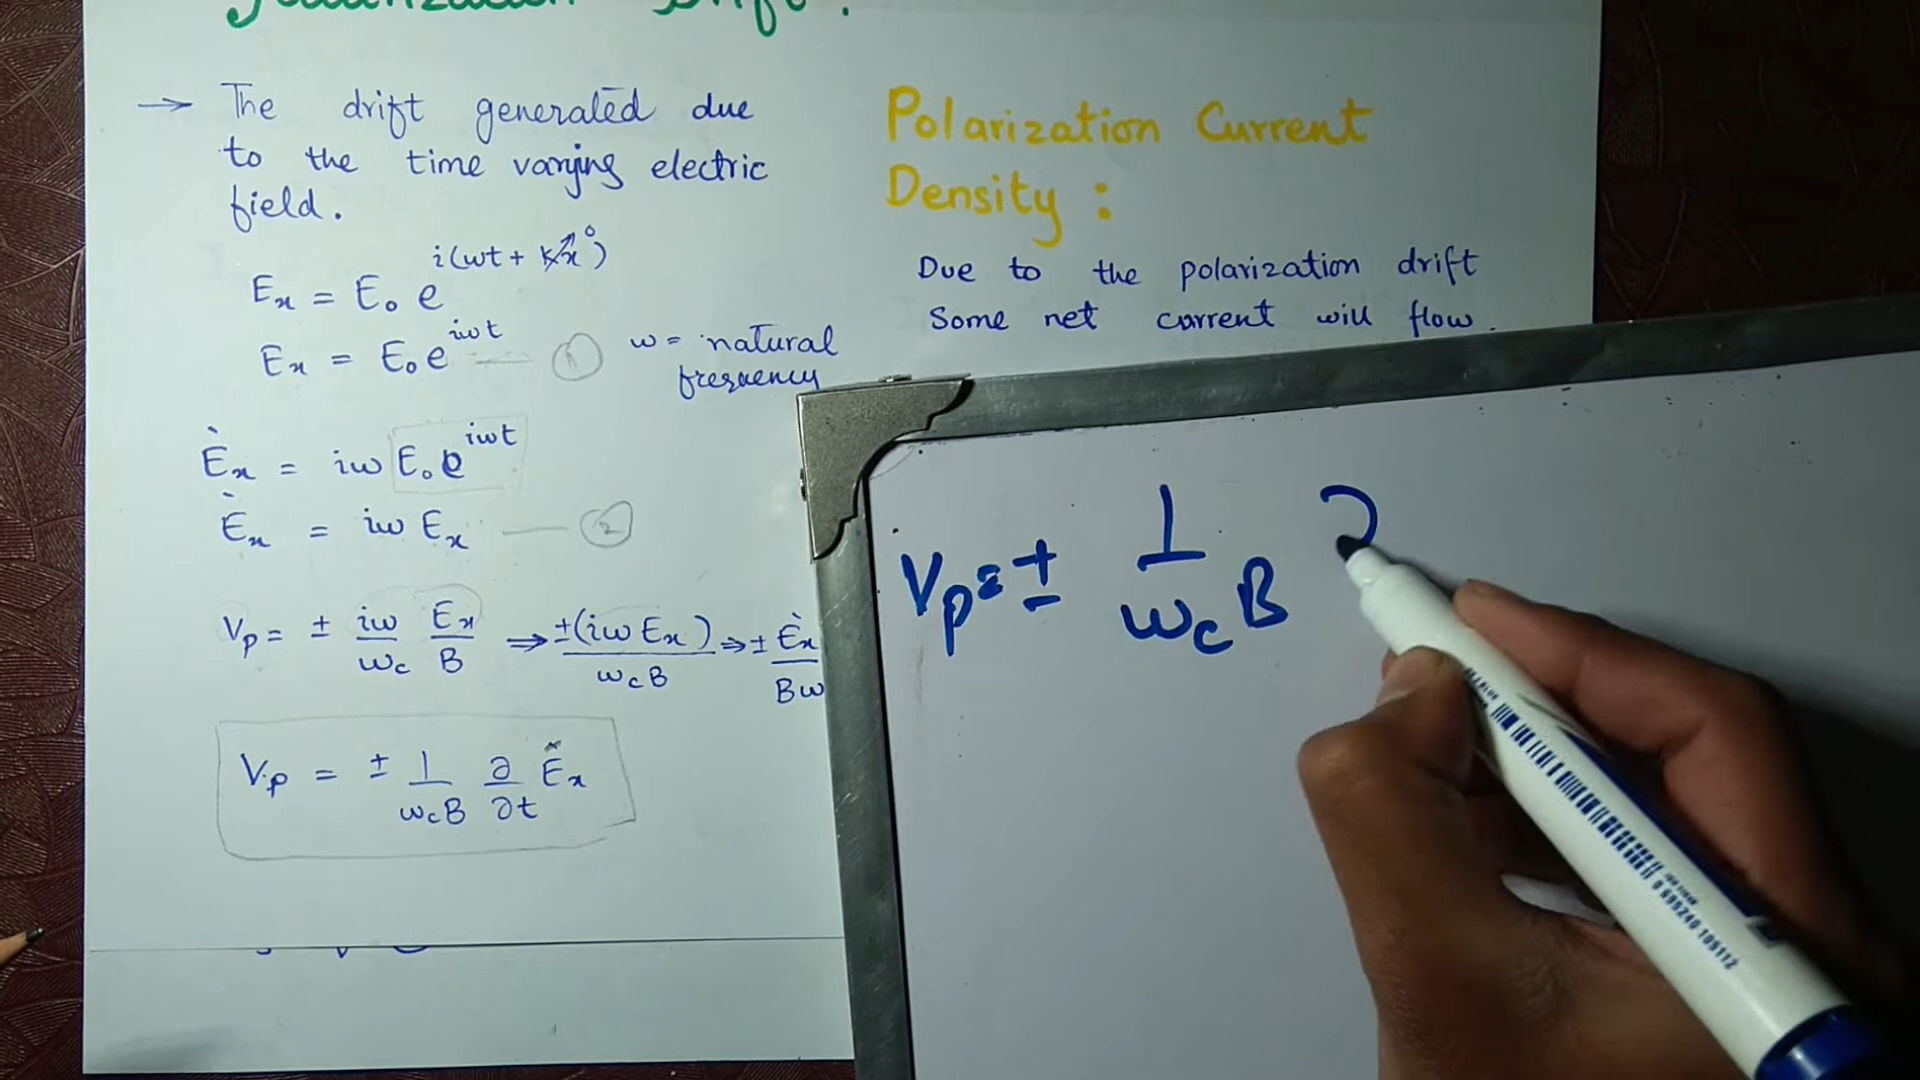 The drift generated due
to the time varying electric
field.
Eₓ = E₀ e^i(ωt + kx⁰)
Eₓ = E₀ e^iωt — ①
ω = natural
frequency
Ėₓ = iω E₀ e^iωt
Ėₓ = iω Eₓ — ②
Vp = ± iω/ωc Eₓ/B ⇒ ±(iω Eₓ)/ωcB ⇒ ± Ėₓ/Bω
Vp = ± 1/ωcB ∂/∂t Eₓ
Polarization Current
Density :
Due to the polarization drift
Some net current will flow.
Vp = ± 1/ωcB